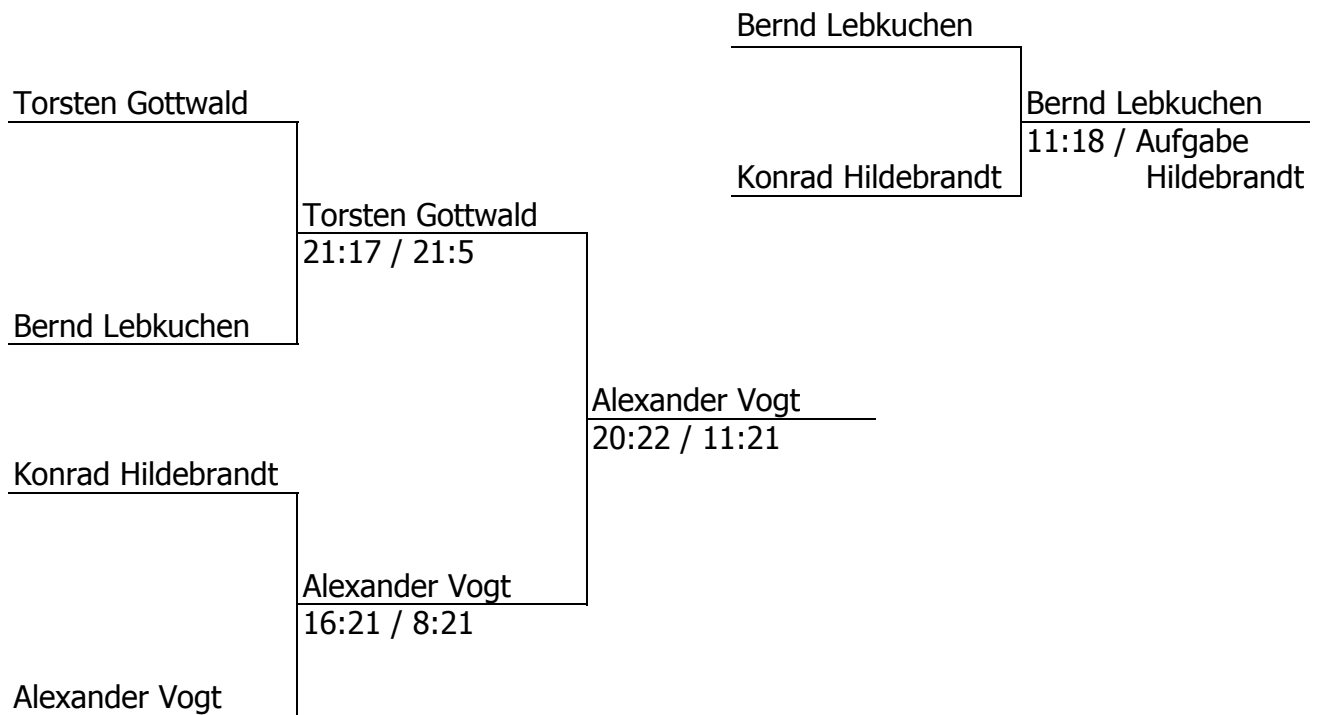 Bernd Lebkuchen
Torsten Gottwald
Bernd Lebkuchen
11:18 / Aufgabe
Hildebrandt
Konrad Hildebrandt
Torsten Gottwald
21:17 / 21:5
Bernd Lebkuchen
Alexander Vogt
20:22 / 11:21
Konrad Hildebrandt
Alexander Vogt
16:21 / 8:21
Alexander Vogt